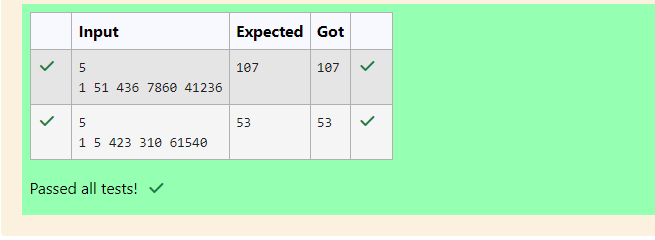 Input Expected Got
5 107 107
1 51 436 7860 41236
5 53 53
1 5 423 310 61540
Passed all tests!